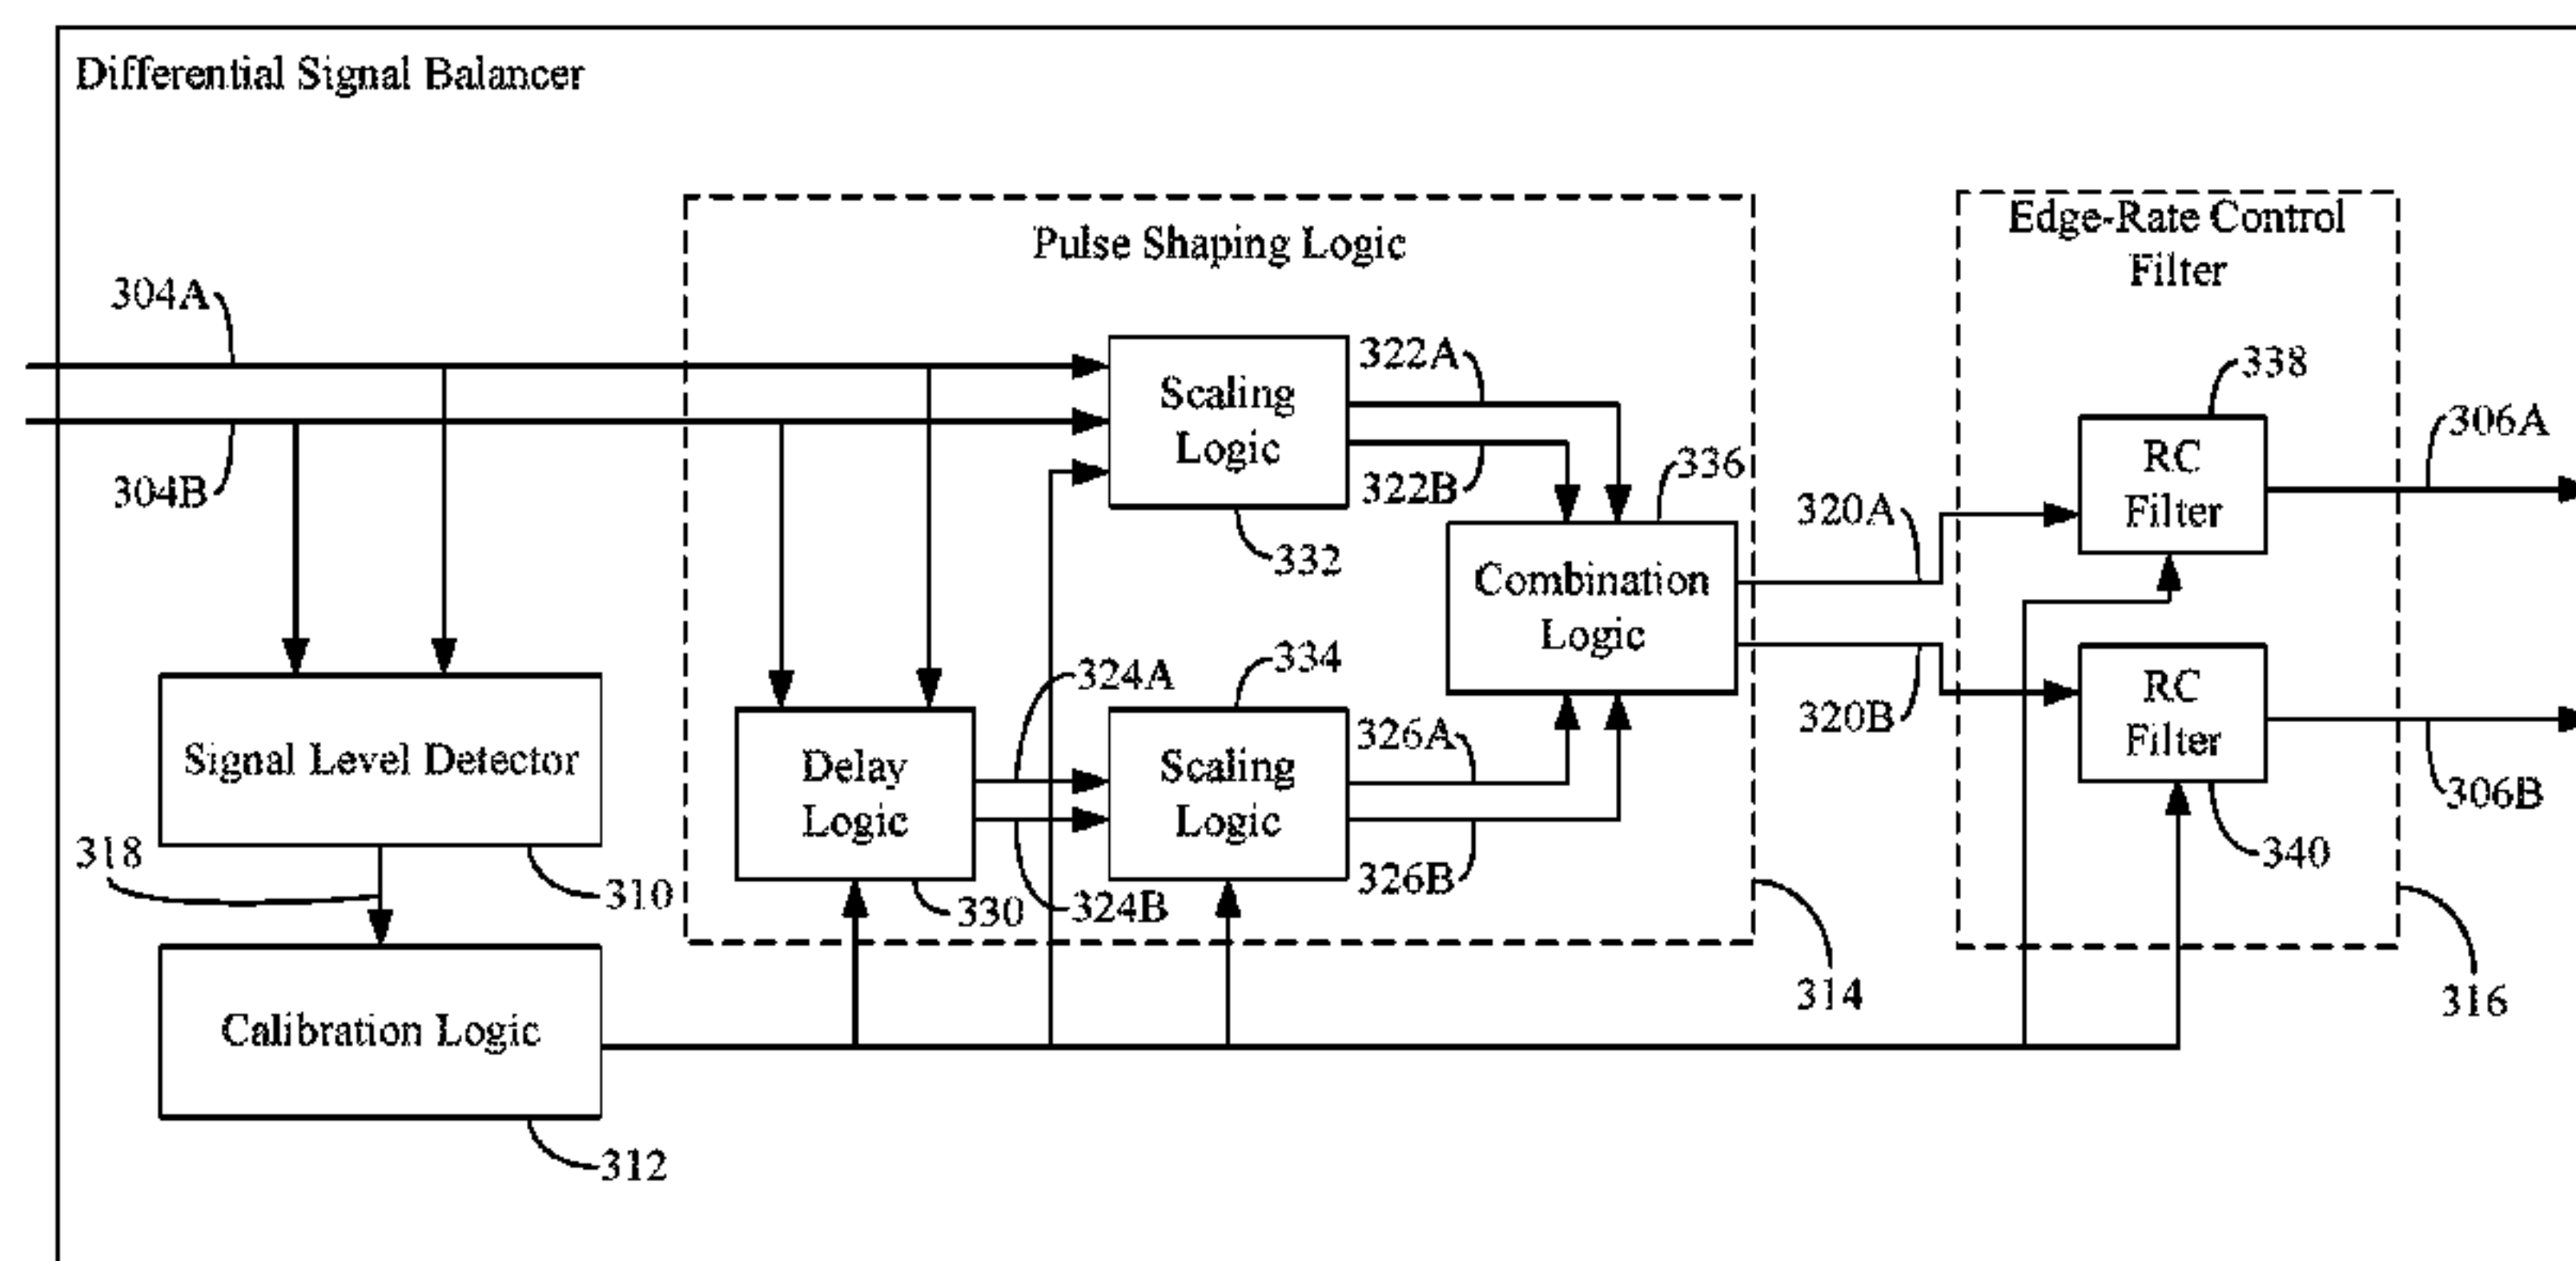 Differential Signal Balancer
Pulse Shaping Logic
Edge-Rate Control
Filter
304A
304B
Scaling
Logic
322A
322B
332
336
338
RC
Filter
306A
320A
320B
Combination
Logic
334
324A
324B
Signal Level Detector
Delay
Logic
Scaling
Logic
326A
326B
RC
Filter
306B
340
318
310
330
314
316
Calibration Logic
312